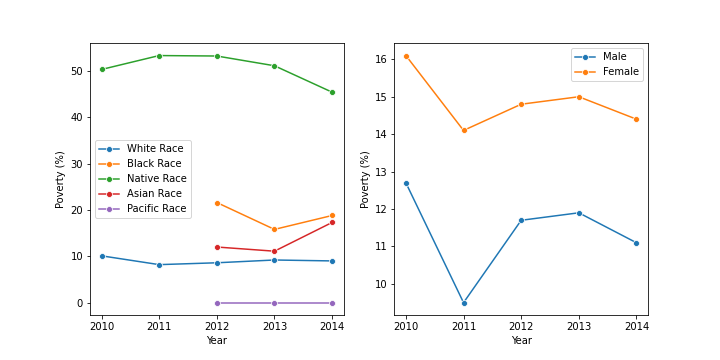 50
40
30
20
10
0
Poverty (%)
White Race
Black Race
Native Race
Asian Race
Pacific Race
2010 2011 2012 2013 2014
Year
16
15
14
13
12
11
10
Poverty (%)
Male
Female
2010 2011 2012 2013 2014
Year